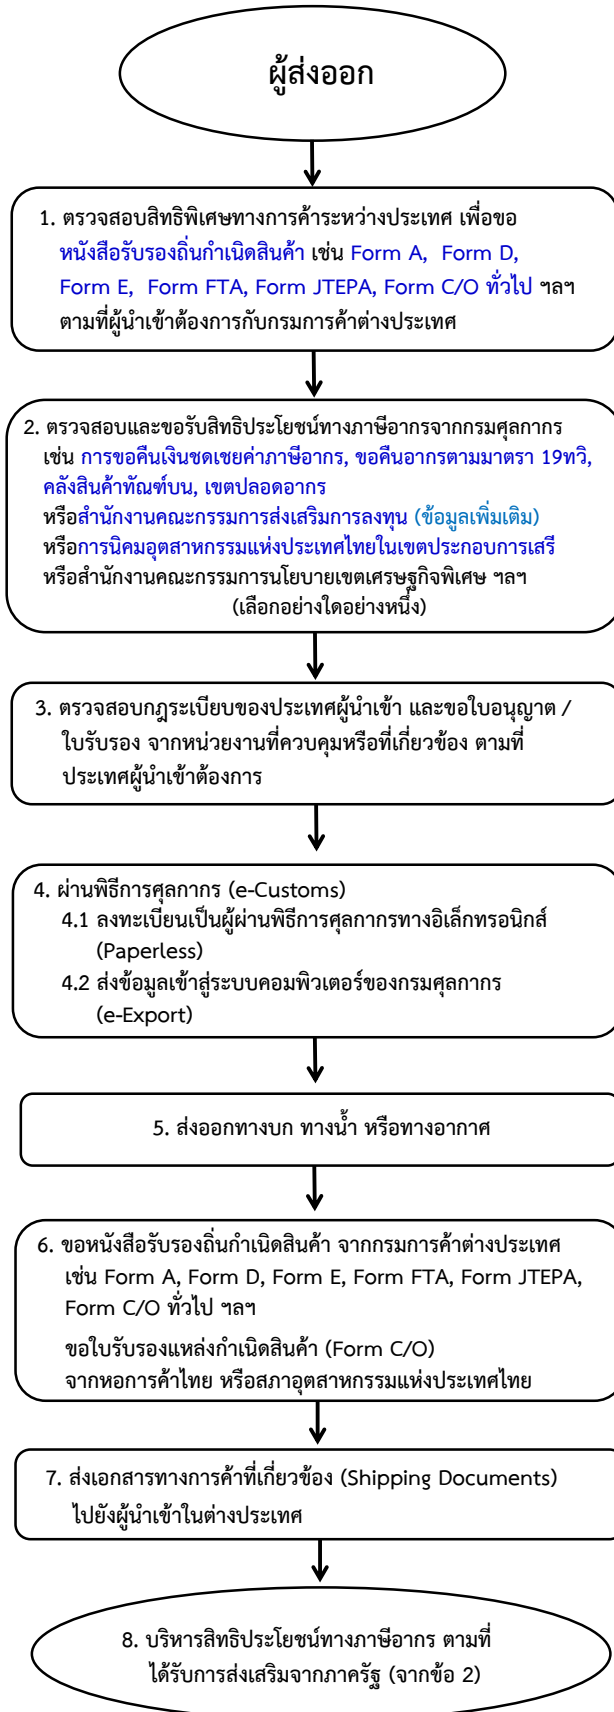 ผู้ส่งออก
1. ตรวจสอบสิทธิพิเศษทางการค้าระหว่างประเทศ เพื่อขอ
หนังสือรับรองถิ่นกำเนิดสินค้า เช่น Form A, Form D,
Form E, Form FTA, Form JTEPA, Form C/O ทั่วไป ฯลฯ
ตามที่ผู้นำเข้าต้องการกับกรมการค้าต่างประเทศ
2. ตรวจสอบและขอรับสิทธิประโยชน์ทางภาษีอากรจากกรมศุลกากร
เช่น การขอคืนเงินชดเชยค่าภาษีอากร, ขอคืนอากรตามมาตรา 19ทวิ,
คลังสินค้าทัณฑ์บน, เขตปลอดอากร
หรือสำนักงานคณะกรรมการส่งเสริมการลงทุน (ข้อมูลเพิ่มเติม)
หรือการนิคมอุตสาหกรรมแห่งประเทศไทยในเขตประกอบการเสรี
หรือสำนักงานคณะกรรมการนโยบายเขตเศรษฐกิจพิเศษ ฯลฯ
(เลือกอย่างใดอย่างหนึ่ง)
3. ตรวจสอบกฎระเบียบของประเทศผู้นำเข้า และขอใบอนุญาต /
ใบรับรอง จากหน่วยงานที่ควบคุมหรือที่เกี่ยวข้อง ตามที่
ประเทศผู้นำเข้าต้องการ
4. ผ่านพิธีการศุลกากร (e-Customs)
4.1 ลงทะเบียนเป็นผู้ผ่านพิธีการศุลกากรทางอิเล็กทรอนิกส์
(Paperless)
4.2 ส่งข้อมูลเข้าสู่ระบบคอมพิวเตอร์ของกรมศุลกากร
(e-Export)
5. ส่งออกทางบก ทางน้ำ หรือทางอากาศ
6. ขอหนังสือรับรองถิ่นกำเนิดสินค้า จากกรมการค้าต่างประเทศ
เช่น Form A, Form D, Form E, Form FTA, Form JTEPA,
Form C/O ทั่วไป ฯลฯ
ขอใบรับรองแหล่งกำเนิดสินค้า (Form C/O)
จากหอการค้าไทย หรือสภาอุตสาหกรรมแห่งประเทศไทย
7. ส่งเอกสารทางการค้าที่เกี่ยวข้อง (Shipping Documents)
ไปยังผู้นำเข้าในต่างประเทศ
8. บริหารสิทธิประโยชน์ทางภาษีอากร ตามที่
ได้รับการส่งเสริมจากภาครัฐ (จากข้อ 2)